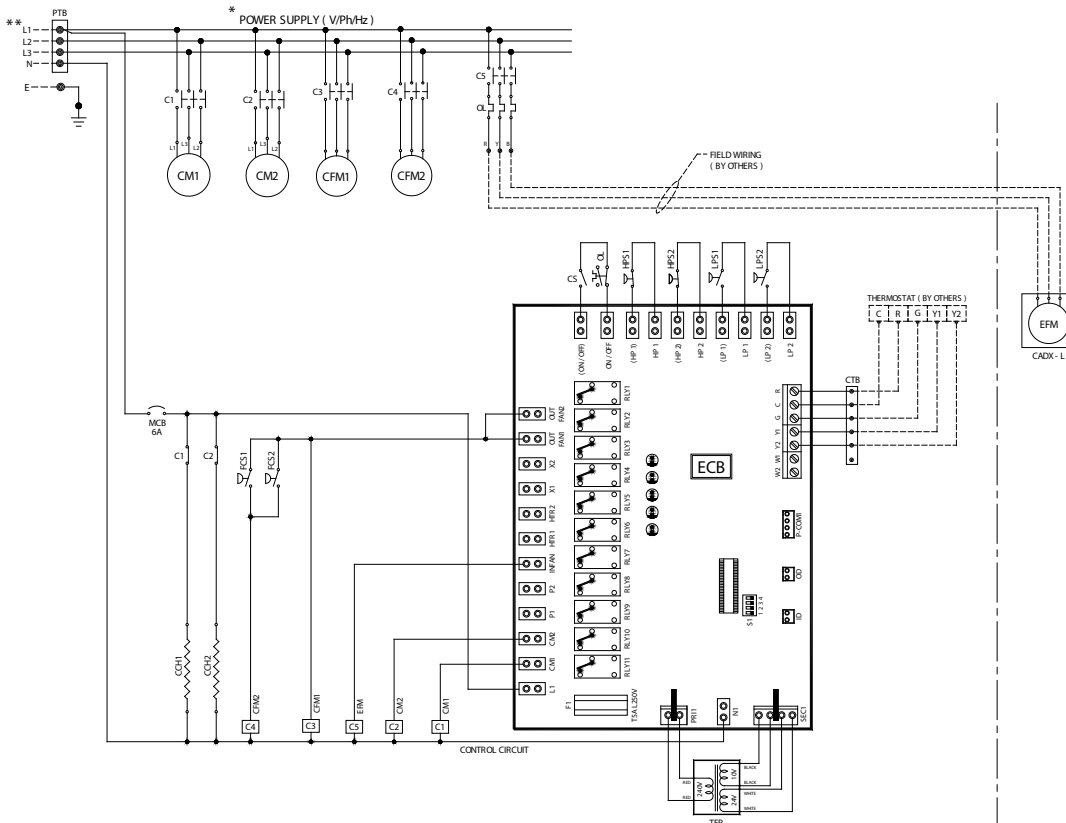 PTB
*
POWER SUPPLY ( V/Ph/Hz )
**
L1
L2
L3
N
E
C1
C2
C3
C4
C5
OL
L1 L3 L2
L1 L3 L2
R Y B
CM1
CM2
CFM1
CFM2
FIELD WIRING
( BY OTHERS )
CS
OL
HPS1
HPS2
LPS1
LPS2
THERMOSTAT ( BY OTHERS )
C R G Y1 Y2
EFM
CADX - L
(ON / OFF)
ON / OFF
(HP 1)
HP 1
(HP 2)
HP 2
(LP 1)
LP 1
(LP 2)
LP 2
CTB
R
C
G
Y1
Y2
W1
W2
MCB
6A
C1
C2
FCS1
FCS2
OUT
FAN2
OUT
FAN1
X2
X1
HTR2
HTR1
INFAN
P2
P1
CM2
CM1
L1
RLY1
RLY2
RLY3
RLY4
RLY5
RLY6
RLY7
RLY8
RLY9
RLY10
RLY11
ECB
P-COM1
OD
ID
S1
1 2 3 4
CCH1
CCH2
CFM2
CFM1
EFM
CM2
CM1
C4
C3
C5
C2
C1
F1
TSA L250V
PRI1
N1
SEC1
CONTROL CIRCUIT
RED
RED
240V
10V
24V
BLACK
BLACK
WHITE
WHITE
TFR